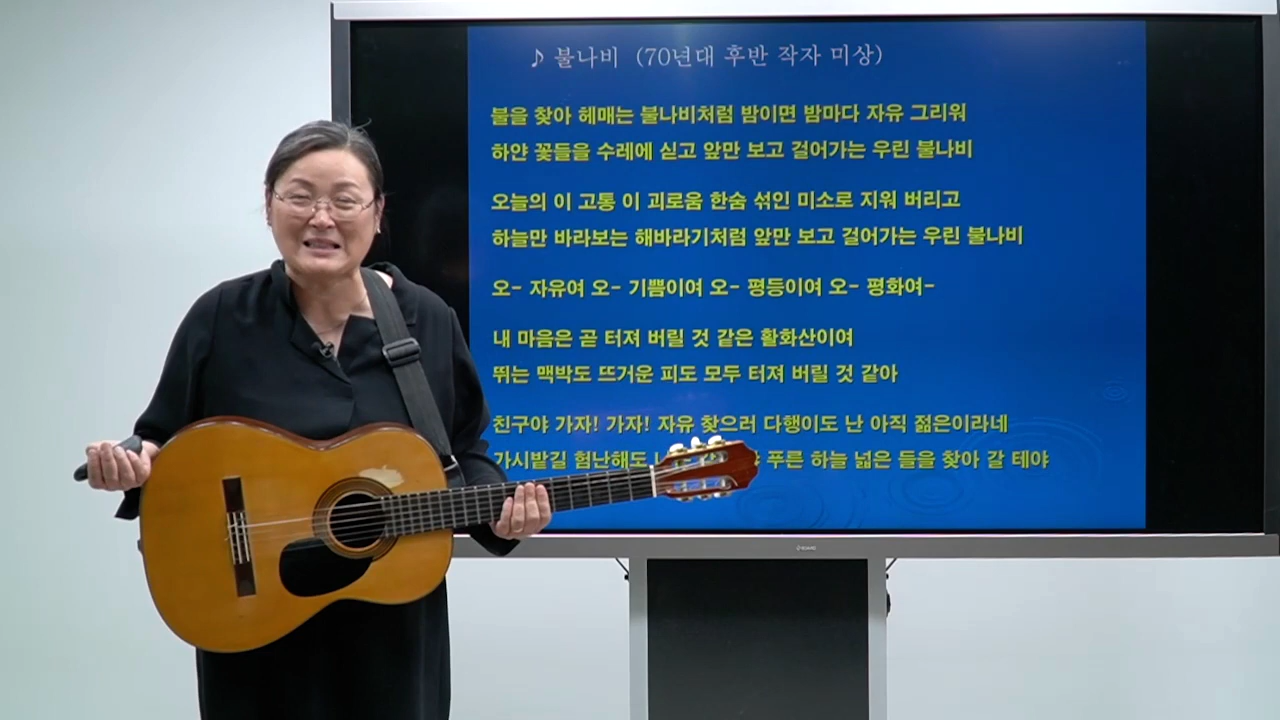 ♪ 불나비 (70년대 후반 작자 미상)
불을 찾아 헤매는 불나비처럼 밤이면 밤마다 자유 그리워
하얀 꽃들을 수레에 싣고 앞만 보고 걸어가는 우린 불나비
오늘의 이 고통 이 괴로움 한숨 섞인 미소로 지워 버리고
하늘만 바라보는 해바라기처럼 앞만 보고 걸어가는 우린 불나비
오- 자유여 오- 기쁨이여 오- 평등이여 오- 평화여-
내 마음은 곧 터져 버릴 것 같은 활화산이여
뛰는 맥박도 뜨거운 피도 모두 터져 버릴 것 같아
친구야 가자! 가자! 자유 찾으러 다행이도 난 아직 젊은이라네
가시밭길 험난해도 푸른 하늘 넓은 들을 찾아 갈 테야